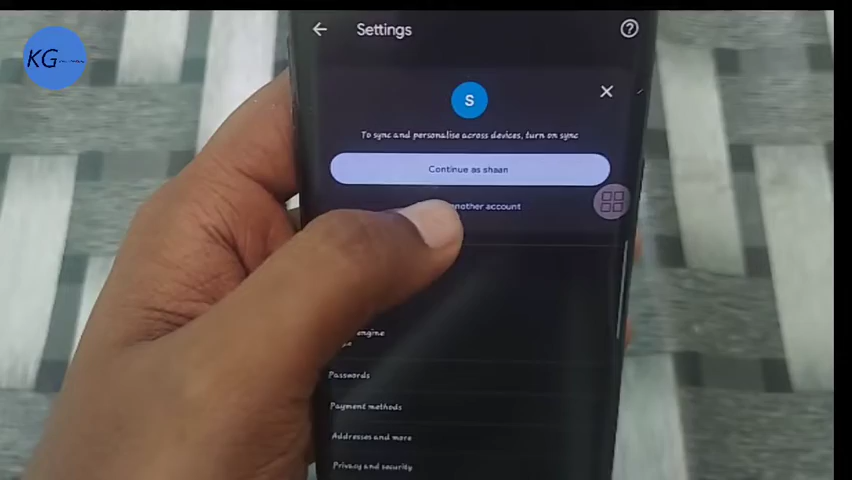 KG
Settings
S
To sync and personalise across devices, turn on sync
Continue as shaan
another account
engine
Passwords
Payment methods
Addresses and more
Privacy and security